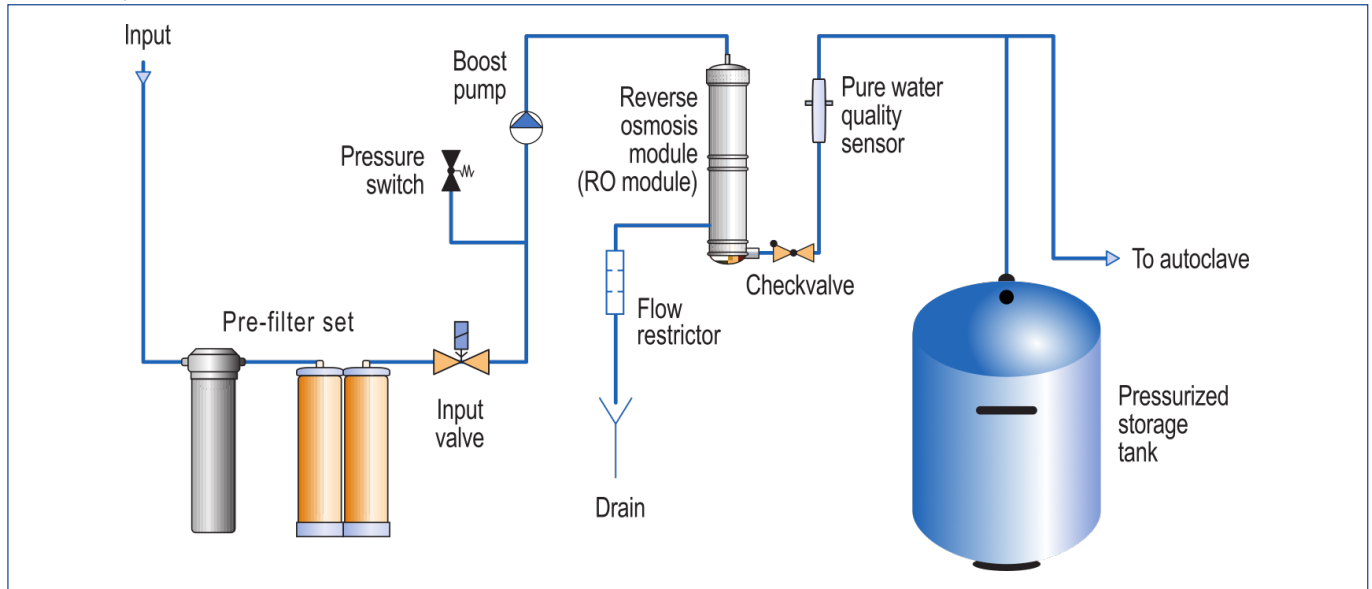 Input
Boost
pump
Pressure
switch
Reverse
osmosis
module
(RO module)
Pure water
quality
sensor
Checkvalve
To autoclave
Flow
restrictor
Pre-filter set
Input
valve
Drain
Pressurized
storage
tank